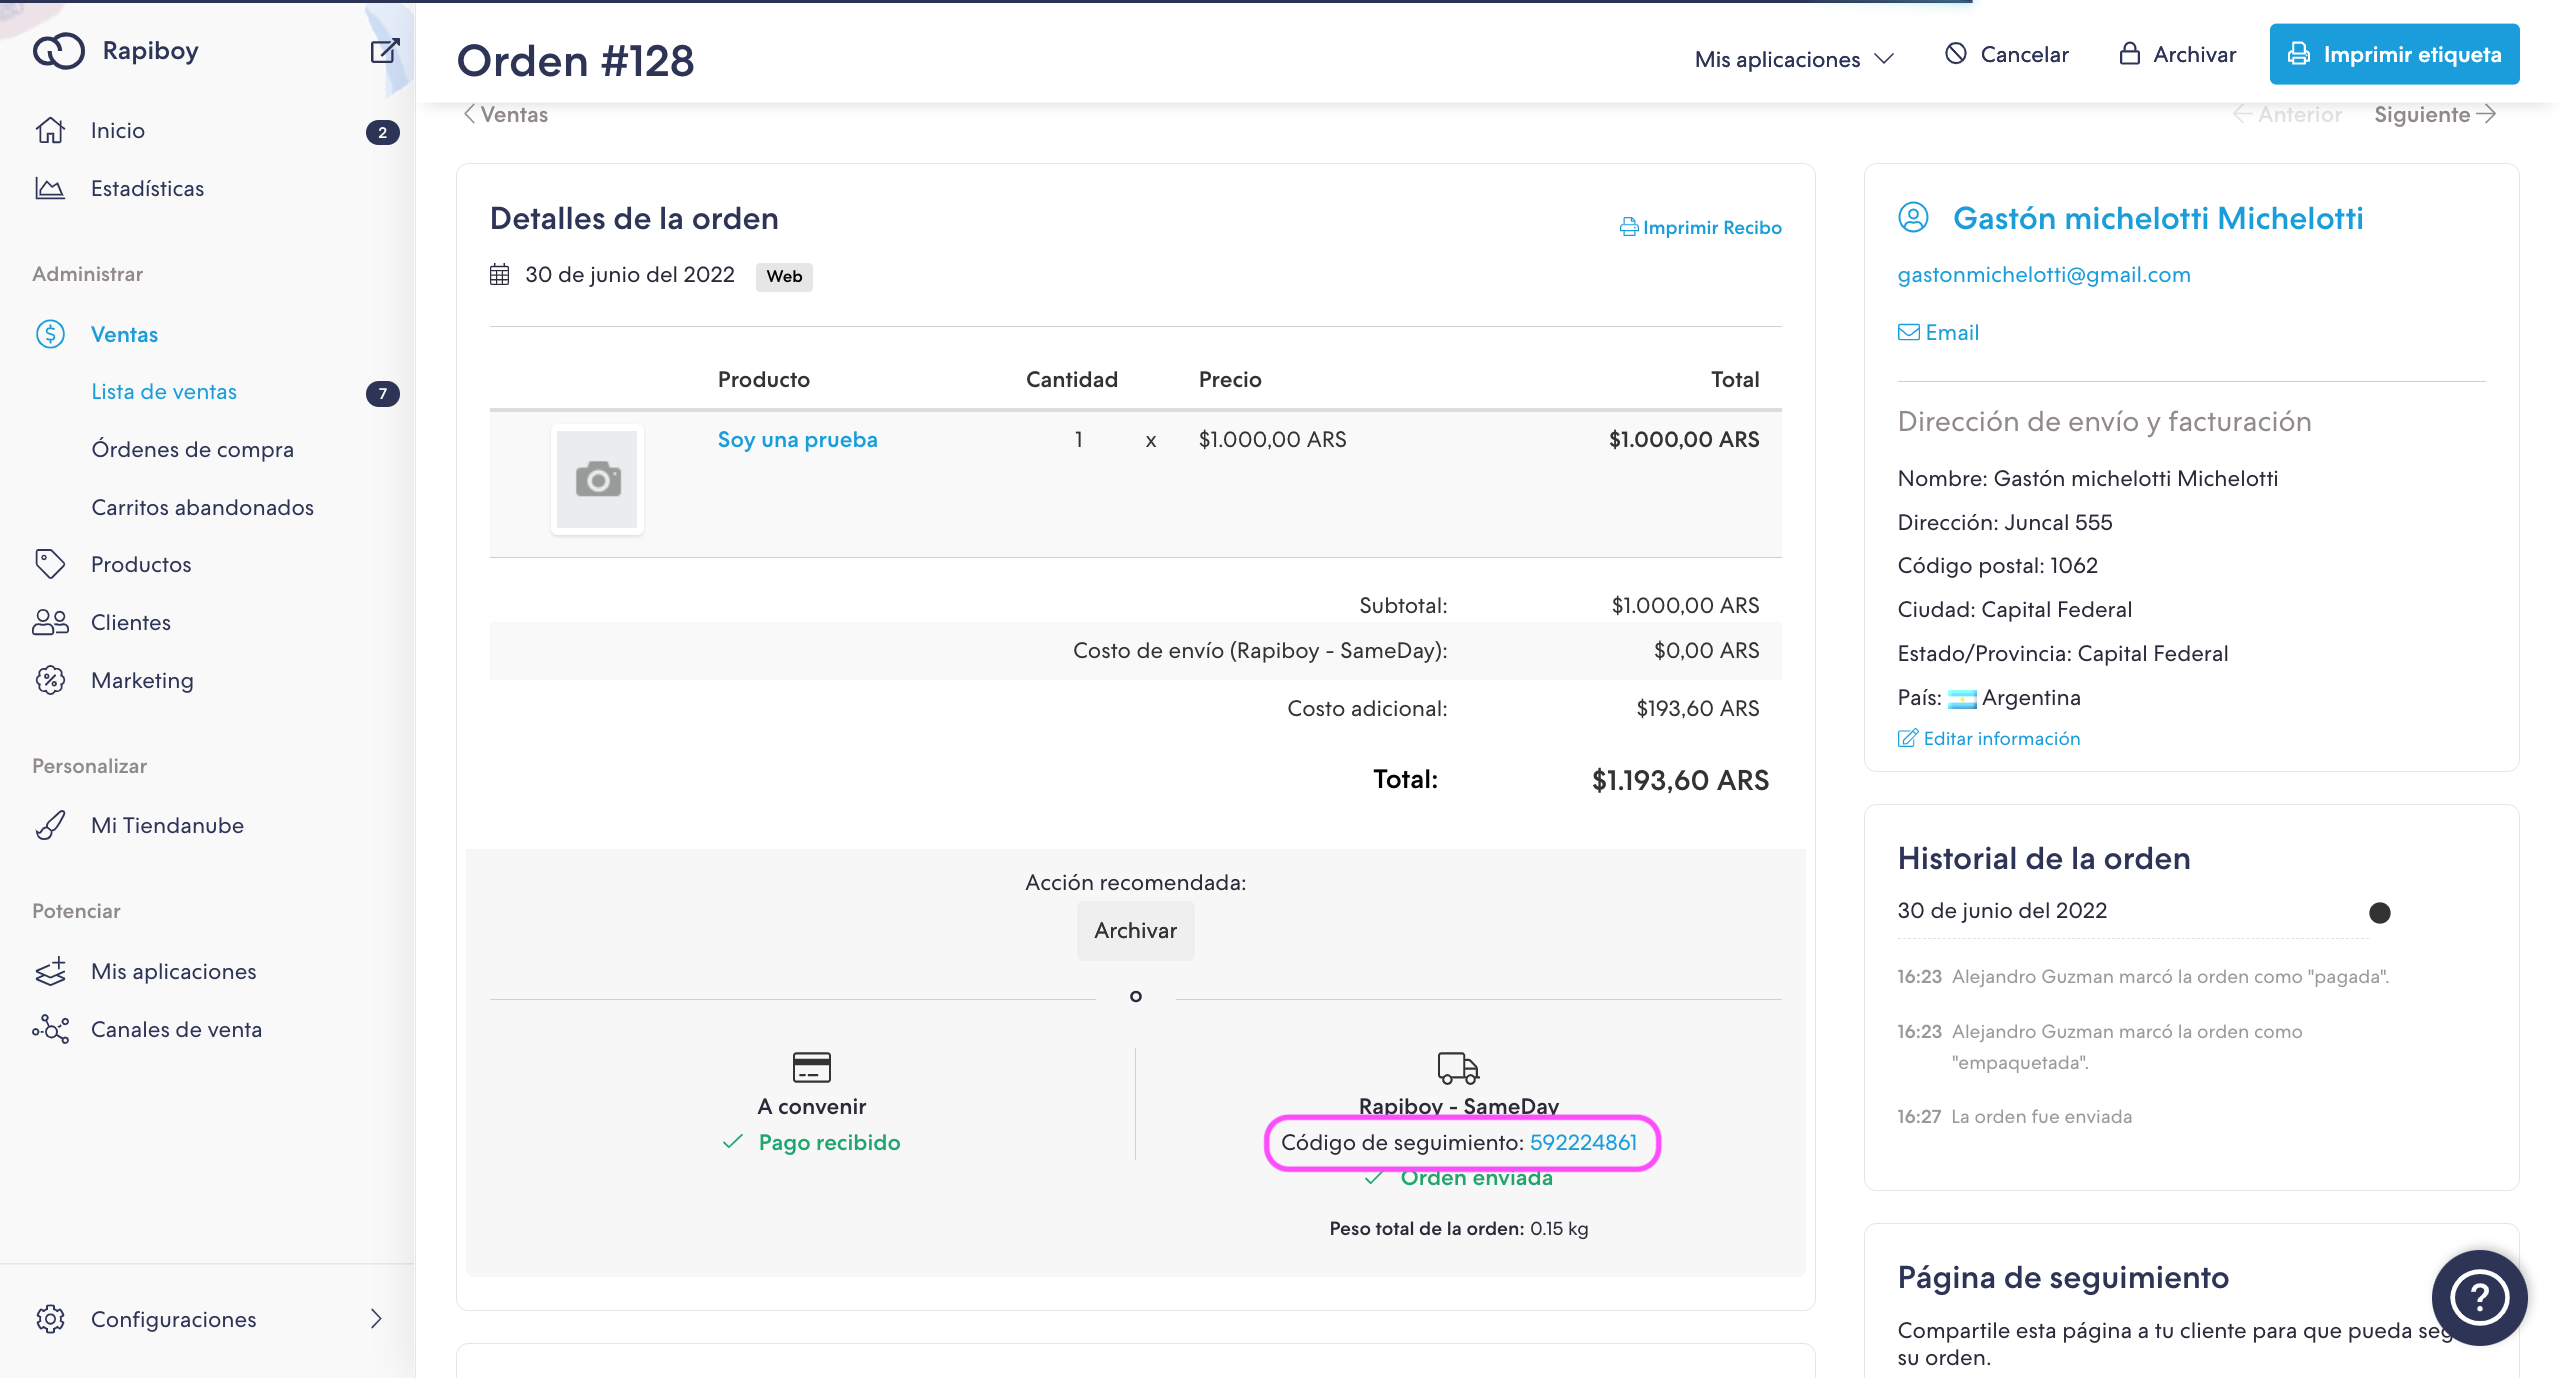 Rapiboy
Inicio
2
Estadísticas
Administrar
Ventas
Lista de ventas
7
Órdenes de compra
Carritos abandonados
Productos
Clientes
Marketing
Personalizar
Mi Tiendanube
Potenciar
Mis aplicaciones
Canales de venta
Configuraciones
Orden #128
Mis aplicaciones
Cancelar
Archivar
Imprimir etiqueta
Ventas
Anterior
Siguiente
Detalles de la orden
Imprimir Recibo
30 de junio del 2022
Web
Producto Cantidad Precio Total
Soy una prueba 1 x $1.000,00 ARS $1.000,00 ARS
Subtotal: $1.000,00 ARS
Costo de envío (Rapiboy - SameDay): $0,00 ARS
Costo adicional: $193,60 ARS
Total: $1.193,60 ARS
Acción recomendada:
Archivar
o
A convenir
Pago recibido
Rapiboy - SameDay
Código de seguimiento: 592224861
Orden enviada
Peso total de la orden: 0.15 kg
Gastón michelotti Michelotti
gastonmichelotti@gmail.com
Email
Dirección de envío y facturación
Nombre: Gastón michelotti Michelotti
Dirección: Juncal 555
Código postal: 1062
Ciudad: Capital Federal
Estado/Provincia: Capital Federal
País: Argentina
Editar información
Historial de la orden
30 de junio del 2022
16:23 Alejandro Guzman marcó la orden como "pagada".
16:23 Alejandro Guzman marcó la orden como
"empaquetada".
16:27 La orden fue enviada
Página de seguimiento
Compartile esta página a tu cliente para que pueda
su orden.
?